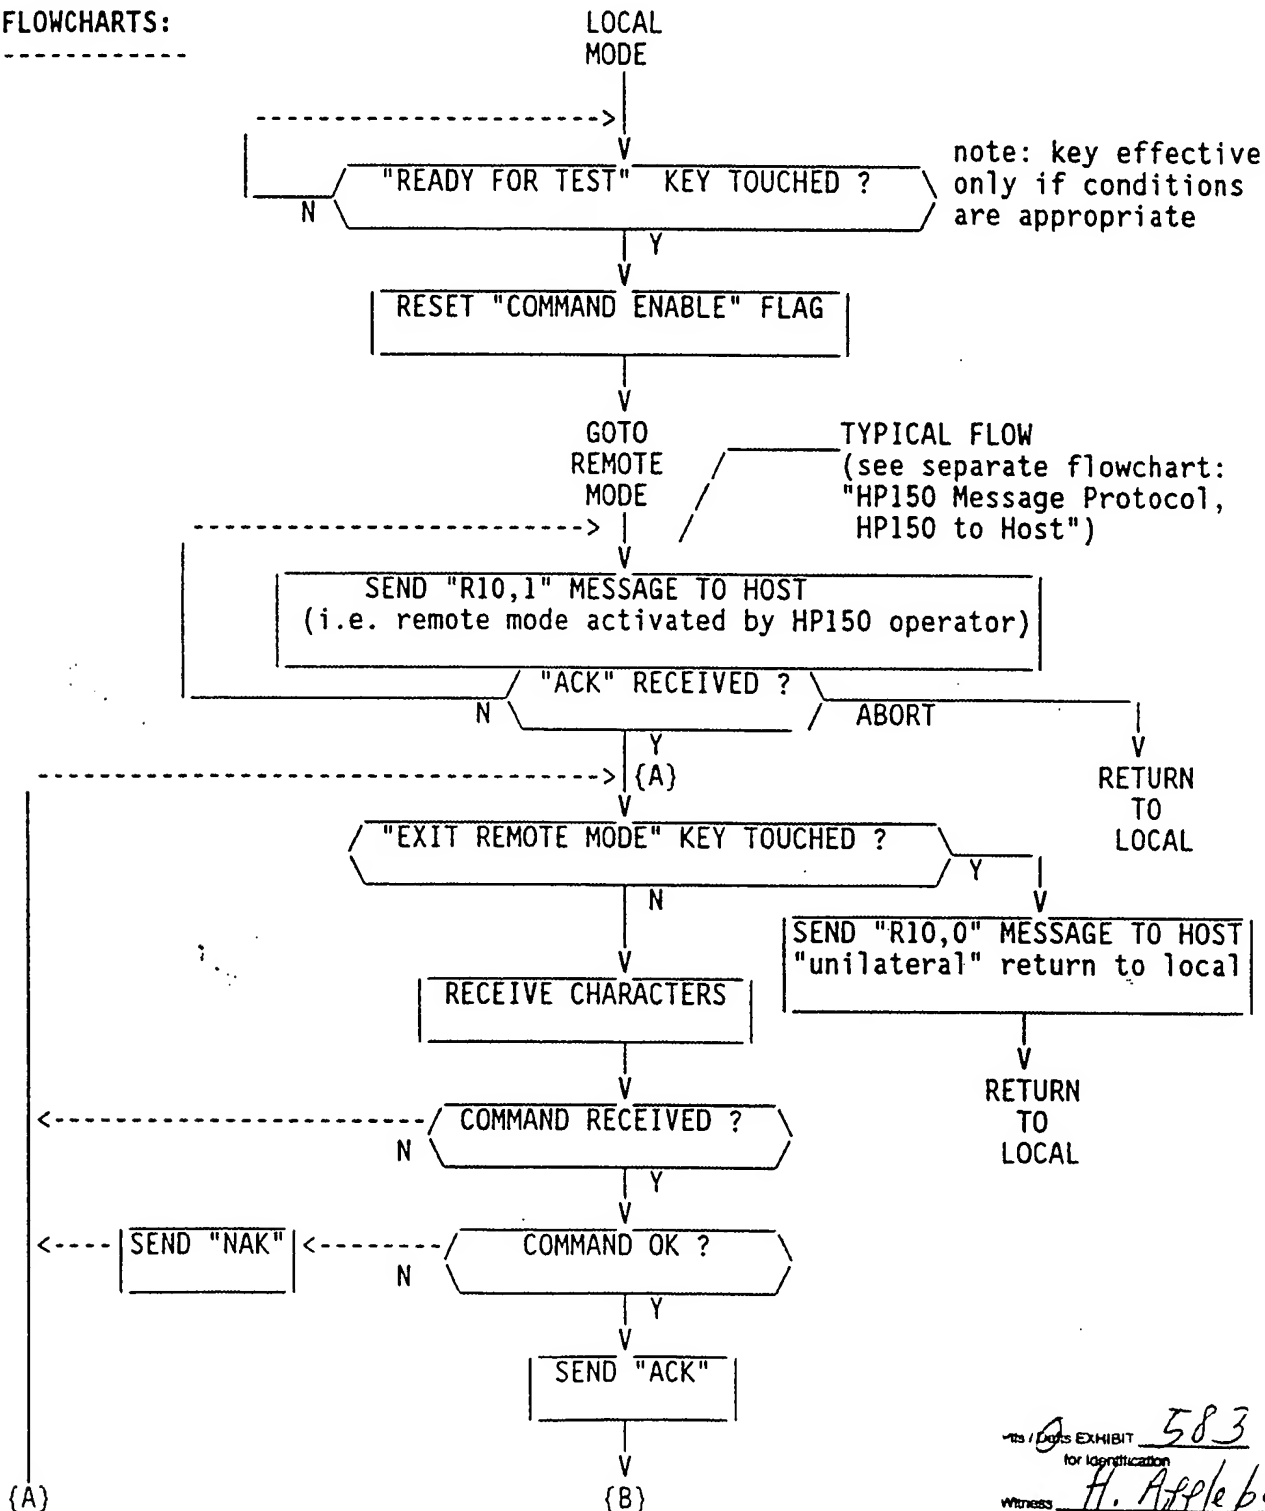 FLOWCHARTS:
LOCAL
MODE
"READY FOR TEST" KEY TOUCHED ?
note: key effective
only if conditions
are appropriate
N
Y
RESET "COMMAND ENABLE" FLAG
GOTO
REMOTE
MODE
TYPICAL FLOW
(see separate flowchart:
"HP150 Message Protocol,
HP150 to Host")
SEND "R10,1" MESSAGE TO HOST
(i.e. remote mode activated by HP150 operator)
"ACK" RECEIVED ?
N
ABORT
Y
{A}
RETURN
TO
LOCAL
"EXIT REMOTE MODE" KEY TOUCHED ?
Y
N
SEND "R10,0" MESSAGE TO HOST
"unilateral" return to local
RECEIVE CHARACTERS
RETURN
TO
LOCAL
COMMAND RECEIVED ?
N
Y
SEND "NAK"
COMMAND OK ?
N
Y
SEND "ACK"
EXHIBIT 583
for Identification
Witness H.
{A}
{B}